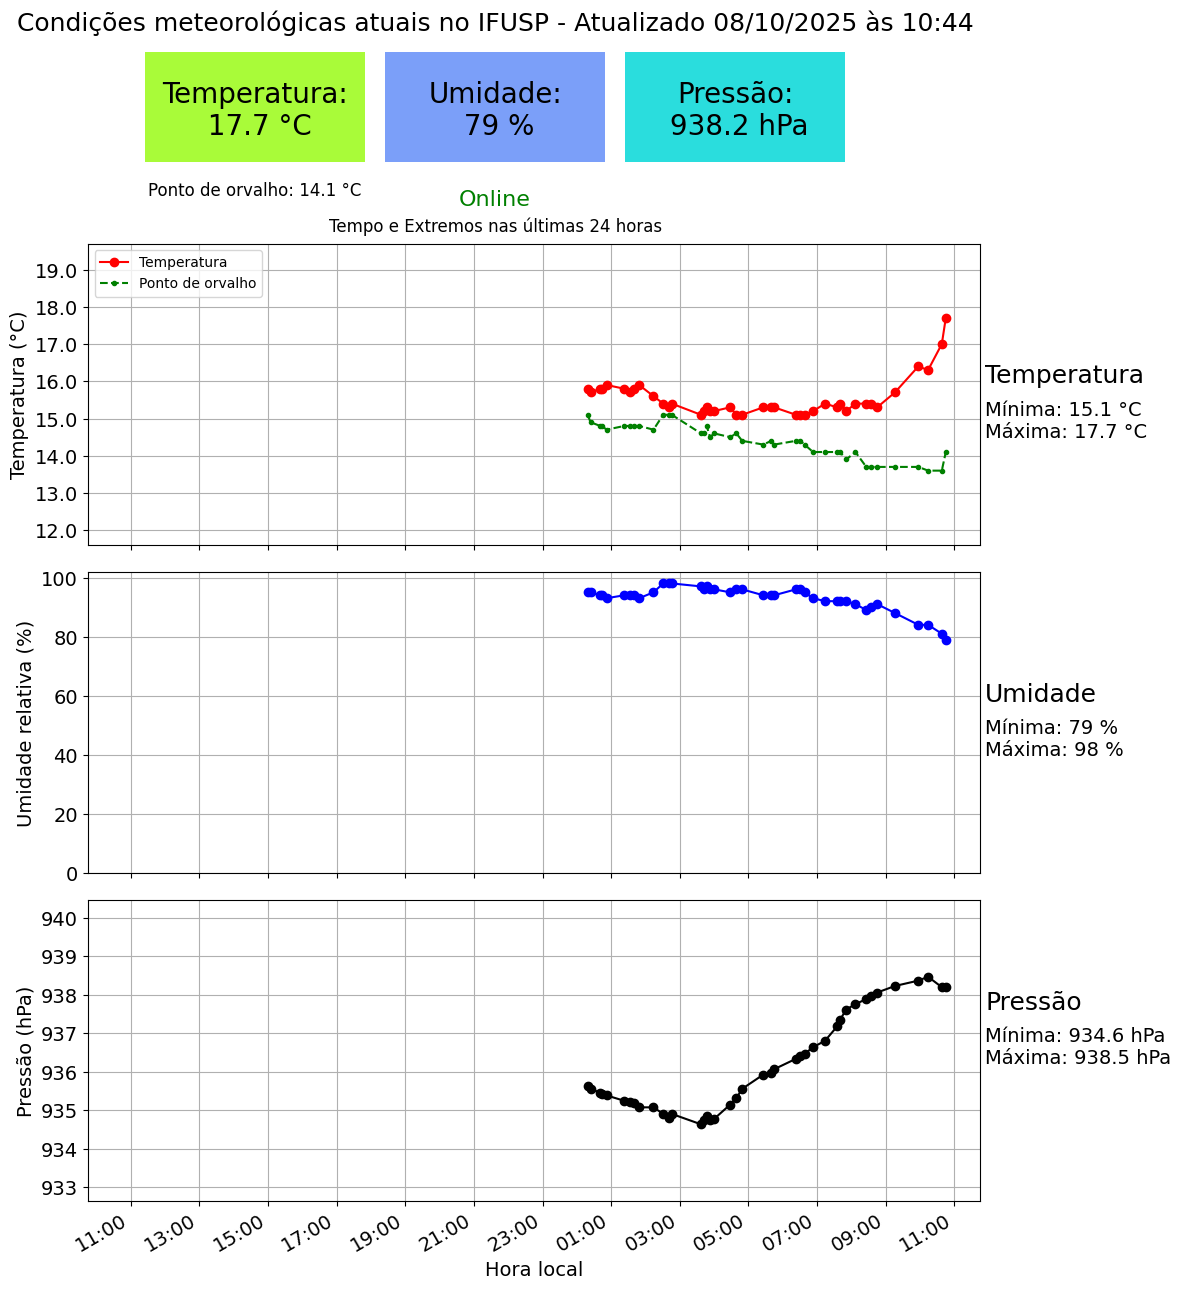 Condições meteorológicas atuais no IFUSP - Atualizado 08/10/2025 às 10:44
Temperatura:
17.7 °C
Umidade:
79 %
Pressão:
938.2 hPa
Ponto de orvalho: 14.1 °C
Online
Tempo e Extremos nas últimas 24 horas
Temperatura
Ponto de orvalho
Temperatura (°C)
19.0
18.0
17.0
16.0
15.0
14.0
13.0
12.0
Temperatura
Mínima: 15.1 °C
Máxima: 17.7 °C
Umidade relativa (%)
100
80
60
40
20
0
Umidade
Mínima: 79 %
Máxima: 98 %
Pressão (hPa)
940
939
938
937
936
935
934
933
Pressão
Mínima: 934.6 hPa
Máxima: 938.5 hPa
11:00 13:00 15:00 17:00 19:00 21:00 23:00 01:00 03:00 05:00 07:00 09:00 11:00
Hora local